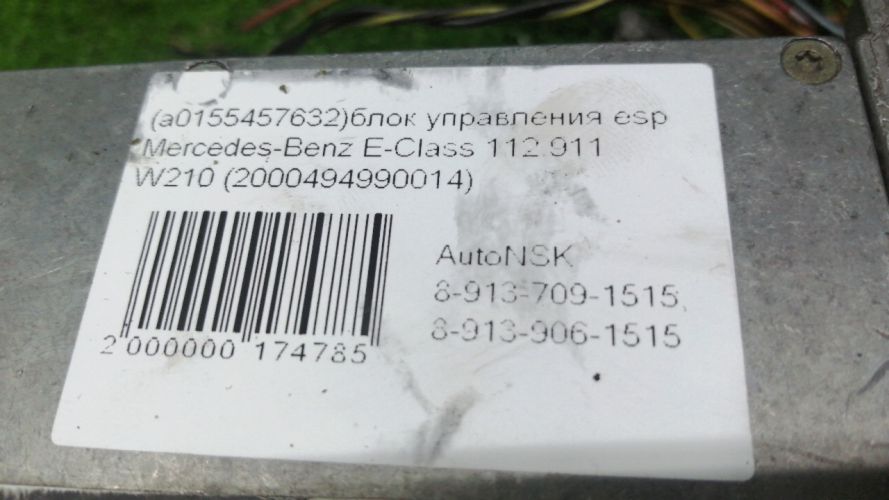 (a0155457632)блок управления esp
Mercedes-Benz E-Class 112.911
W210 (2000494990014)
AutoNSK
8-913-709-1515,
8-913-906-1515
2 000000 174785